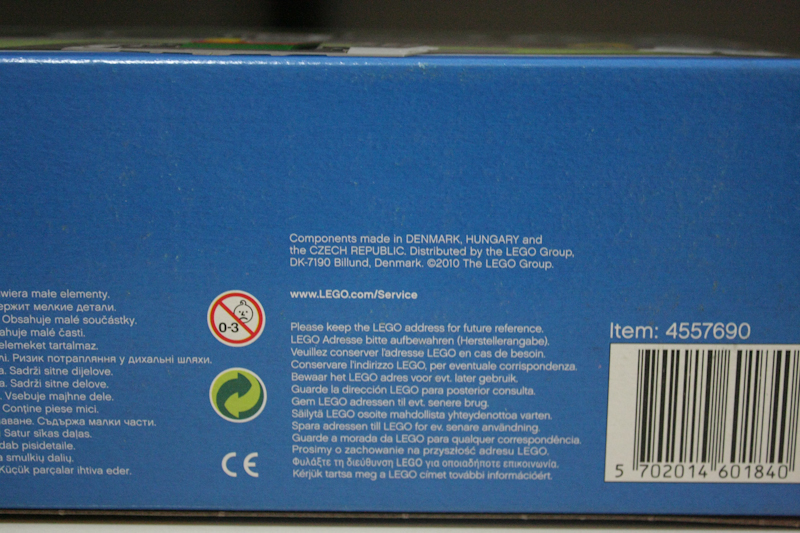 Components made in DENMARK, HUNGARY and
the CZECH REPUBLIC. Distributed by the LEGO Group,
DK-7190 Billund, Denmark. ©2010 The LEGO Group.
www.LEGO.com/Service
twiera małe elementy.
ержит мелкие детали.
Obsahuje malé součástky.
ahuje malé časti.
elemeket tartalmaz.
Ризик потрапляння у дихальні шляхи.
a. Sadrži sitne dijelove.
a. Sadrži sitne delove.
. Vsebuje majhne dele.
Conține piese mici.
аване. Съдържа малки части.
Satur sīkas daļas.
dab pisidetaile.
a smulkių dalių.
Küçük parçalar ihtiva eder.
0-3
CE
Please keep the LEGO address for future reference.
LEGO Adresse bitte aufbewahren (Herstellerangabe).
Veuillez conserver l'adresse LEGO en cas de besoin.
Conservare l'indirizzo LEGO, per eventuale corrispondenza.
Bewaar het LEGO adres voor evt. later gebruik.
Guarde la dirección LEGO para posterior consulta.
Gem LEGO adressen til evt. senere brug.
Säilytä LEGO osoite mahdollista yhteydenottoa varten.
Spara adressen till LEGO for ev. senare användning.
Guarde a morada da LEGO para qualquer correspondência.
Prosimy o zachowanie na przyszłość adresu LEGO.
Φυλάξτε τη διεύθυνση LEGO για οποιαδήποτε επικοινωνία.
Kérjük tartsa meg a LEGO címet további információért.
Item: 4557690
5 702014 601840